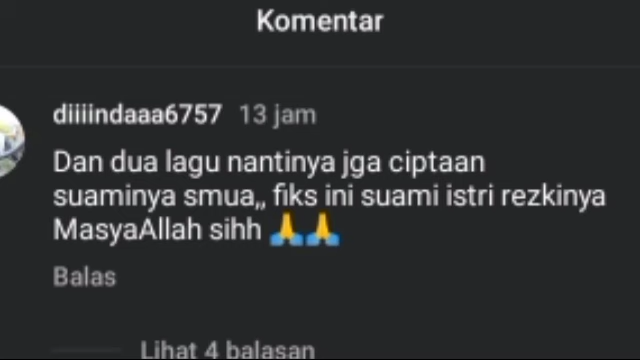 Komentar
diiiindaaa6757 13 jam
Dan dua lagu nantinya jga ciptaan
suaminya smua,, fiks ini suami istri rezkinya
MasyaAllah sihh 🙏🙏
Balas
Lihat 4 balasan